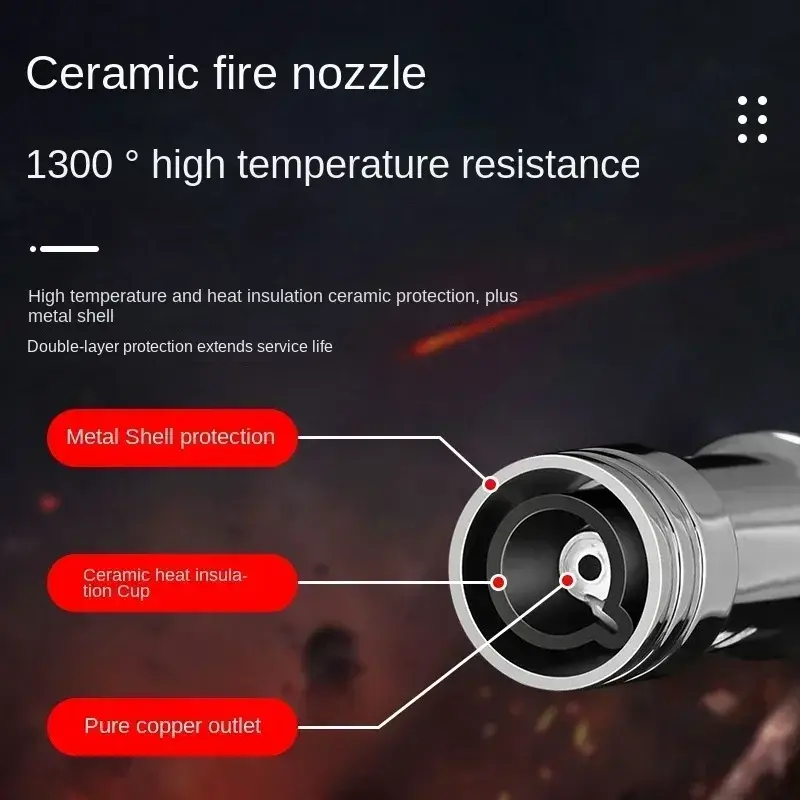 Ceramic fire nozzle
1300 ° high temperature resistance
High temperature and heat insulation ceramic protection, plus
metal shell
Double-layer protection extends service life
Metal Shell protection
Ceramic heat insula-
tion Cup
Pure copper outlet